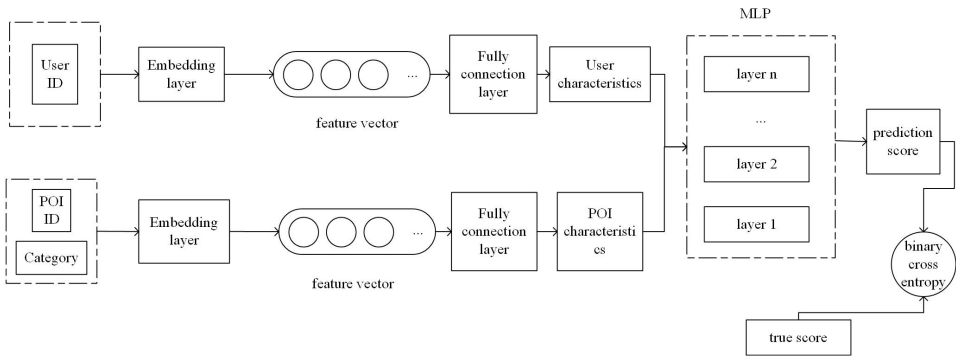 MLP
User
ID
Embedding
layer
...
feature vector
Fully
connection
layer
User
characteristics
POI
ID
Category
Embedding
layer
...
feature vector
Fully
connection
layer
POI
characteristi
cs
layer n
...
layer 2
layer 1
prediction
score
binary
cross
entropy
true score